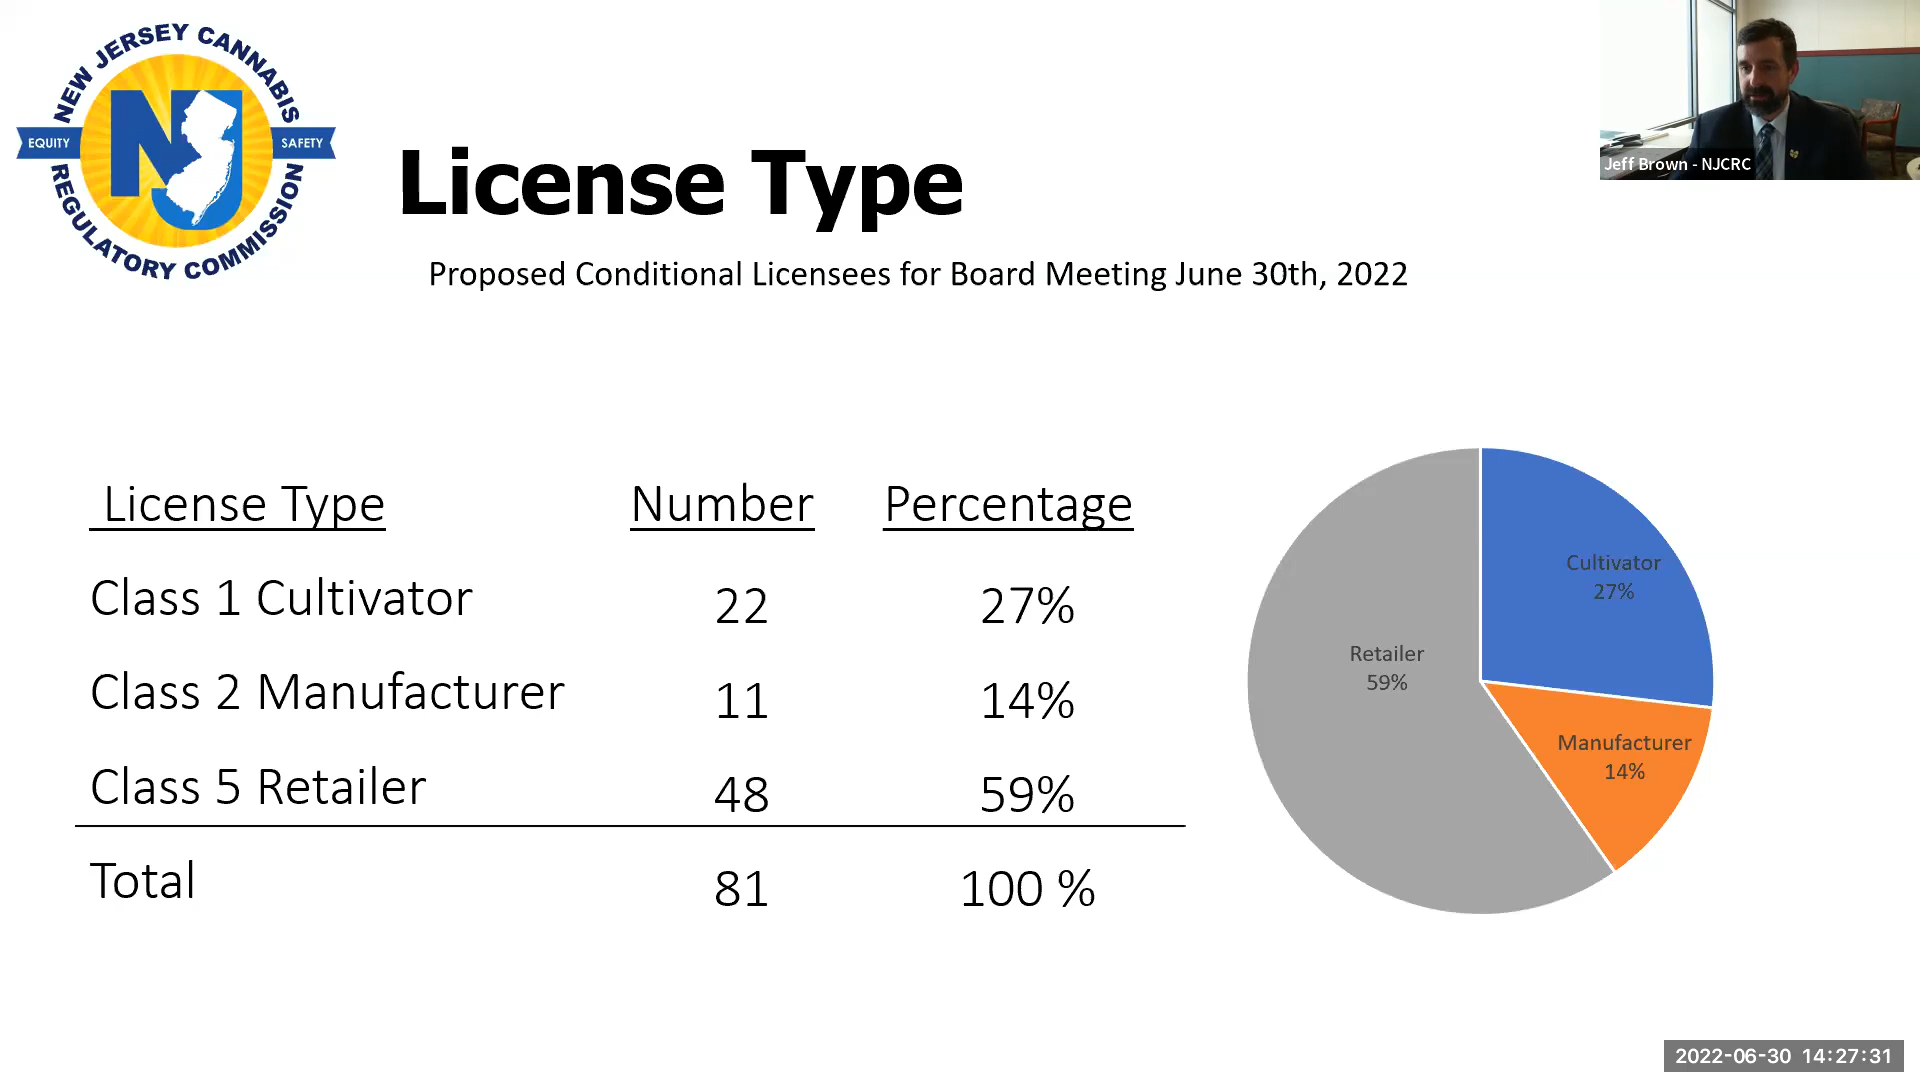 NEW JERSEY CANNABIS
EQUITY
NJ
SAFETY
REGULATORY COMMISSION
Jeff Brown - NJCRC
License Type
Proposed Conditional Licensees for Board Meeting June 30th, 2022
License Type Number Percentage
Class 1 Cultivator 22 27%
Class 2 Manufacturer 11 14%
Class 5 Retailer 48 59%
Total 81 100 %
Cultivator
27%
Retailer
59%
Manufacturer
14%
2022-06-30 14:27:31